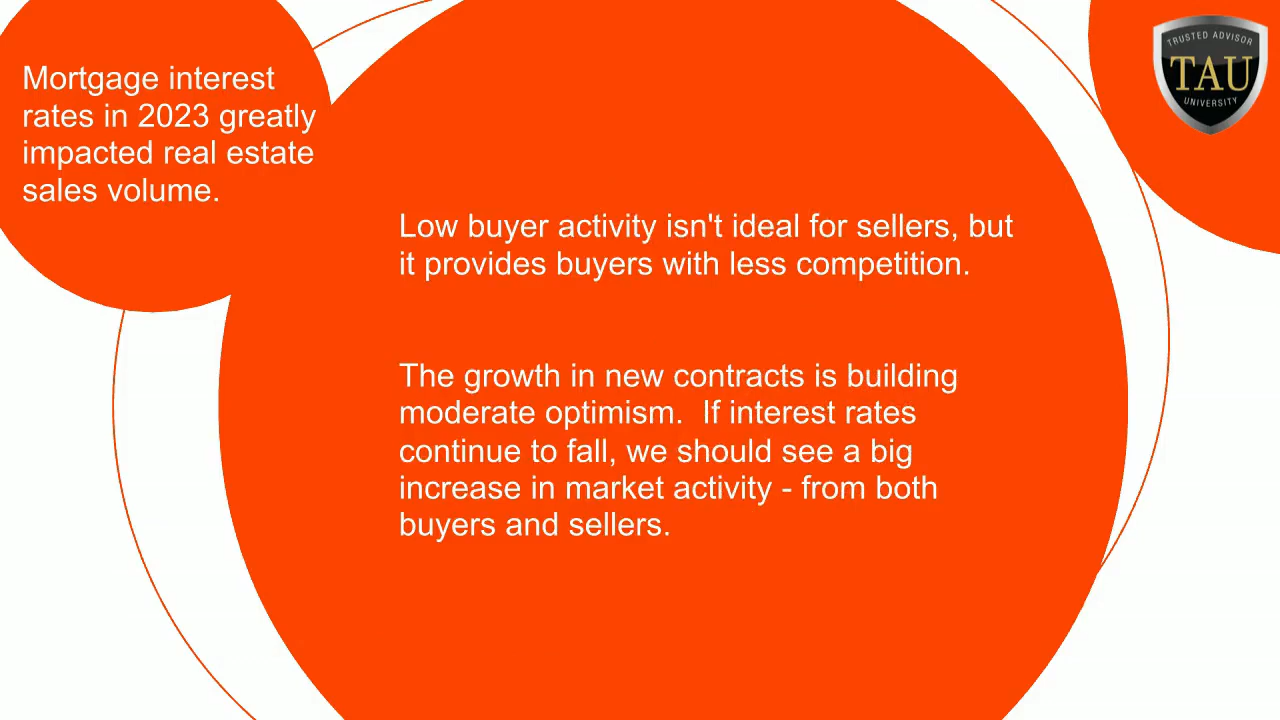 Mortgage interest
rates in 2023 greatly
impacted real estate
sales volume.
TRUSTED ADVISOR
TAU
UNIVERSITY
Low buyer activity isn't ideal for sellers, but
it provides buyers with less competition.
The growth in new contracts is building
moderate optimism.  If interest rates
continue to fall, we should see a big
increase in market activity - from both
buyers and sellers.